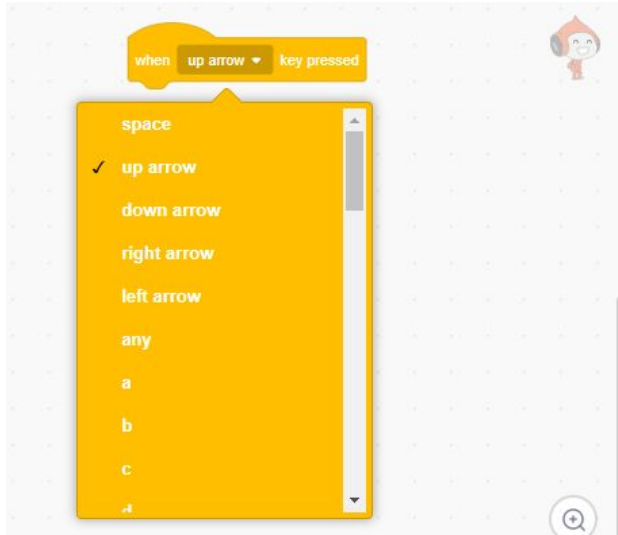 when up arrow key pressed
space
✓ up arrow
down arrow
right arrow
left arrow
any
a
b
c
d